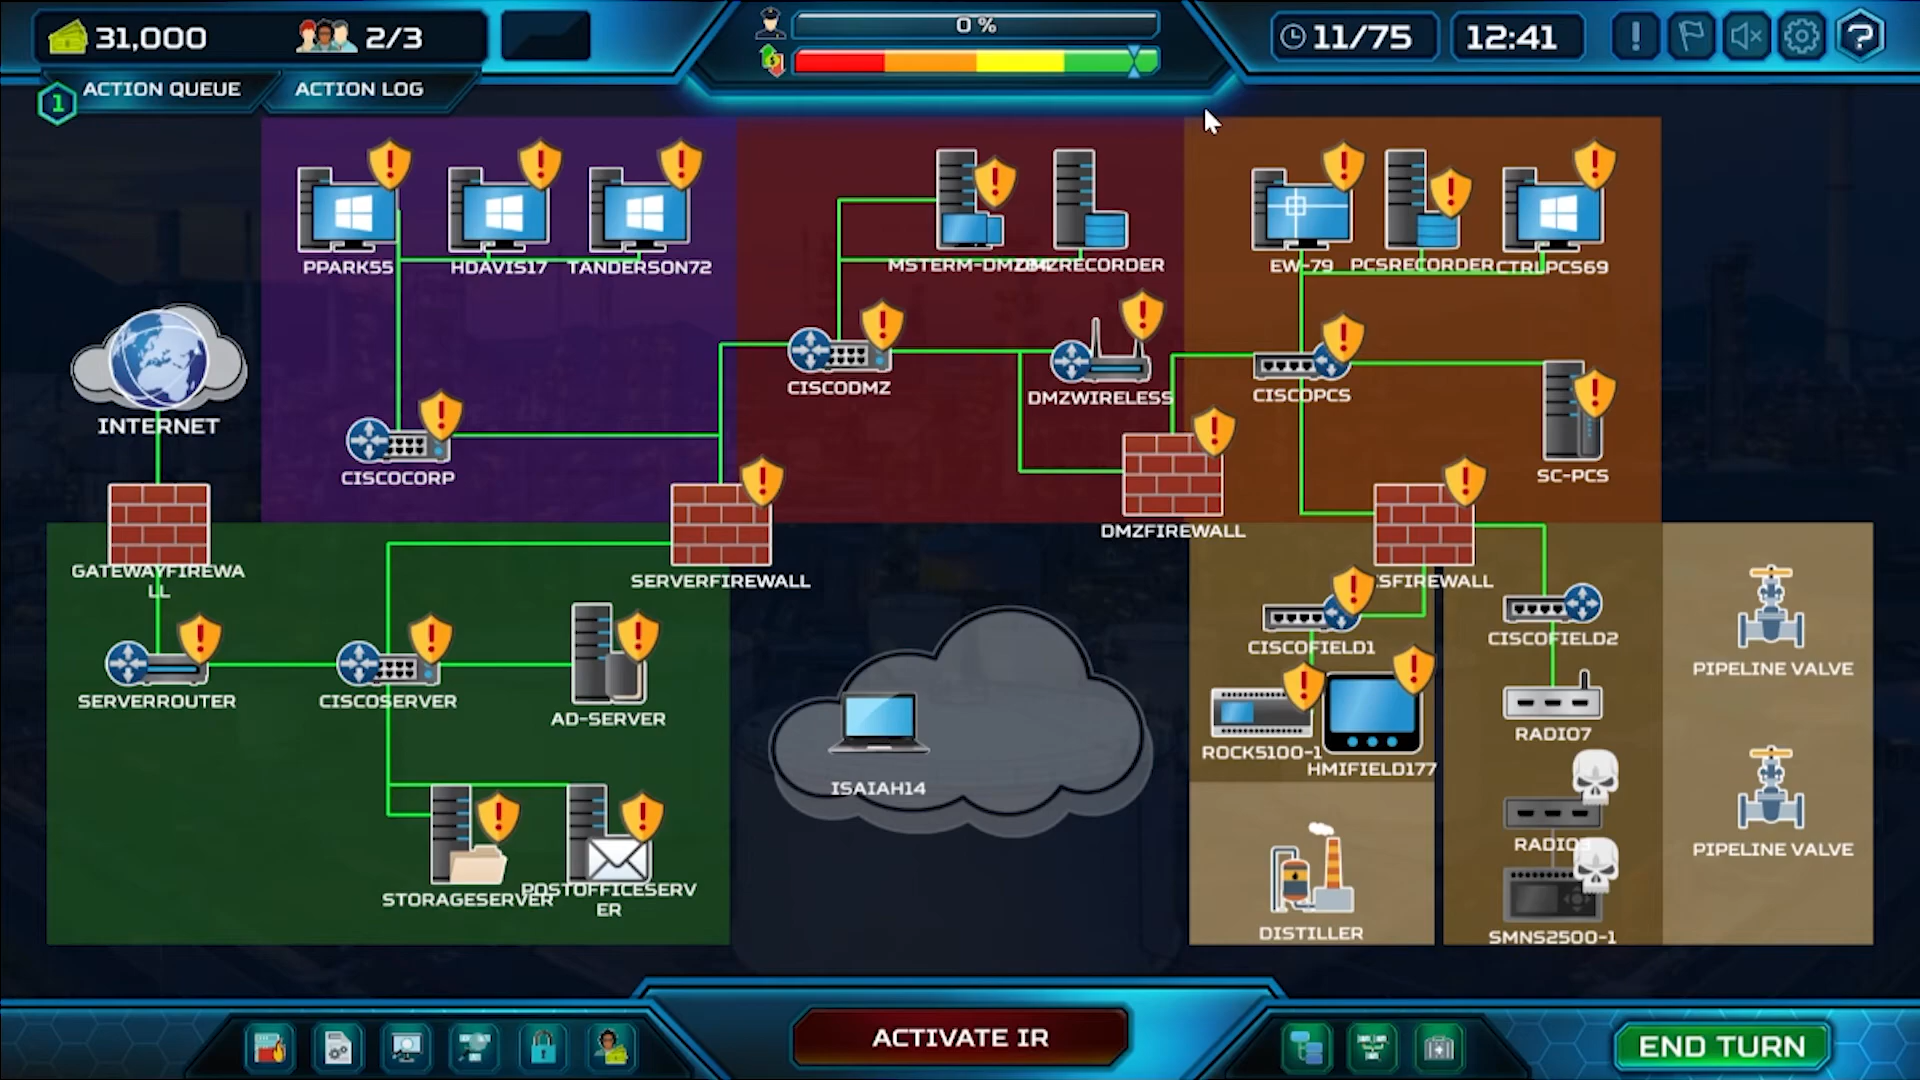 31,000
2/3
0 %
11/75
12:41
?
ACTION QUEUE
ACTION LOG
1
PPARK55
HDAVIS17
TANDERSON72
DMZRECORDER
EW-79
PCSRECORDER
CTRLPCS69
CISCODMZ
DMZWIRELESS
CISCOPCS
INTERNET
CISCOCORP
SC-PCS
DMZFIREWALL
GATEWAYFIREWA
LL
SERVERFIREWALL
SFIREWALL
CISCOFIELD1
CISCOFIELD2
PIPELINE VALVE
SERVERROUTER
CISCOSERVER
AD-SERVER
RADIO7
ROCK5100-1
HMIFIELD177
ISAIAH14
RADIO
PIPELINE VALVE
STORAGESERVER
POSTOFFICESERV
ER
DISTILLER
SMNS2500-1
ACTIVATE IR
END TURN